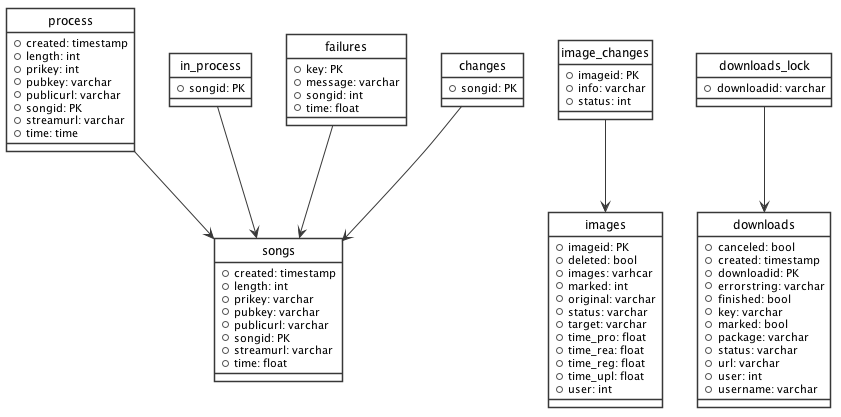 process
created: timestamp
length: int
prikey: int
pubkey: varchar
publicurl: varchar
songid: PK
streamurl: varchar
time: time
in_process
songid: PK
failures
key: PK
message: varchar
songid: int
time: float
changes
songid: PK
image_changes
imageid: PK
info: varchar
status: int
downloads_lock
downloadid: varchar
songs
created: timestamp
length: int
prikey: varchar
pubkey: varchar
publicurl: varchar
songid: PK
streamurl: varchar
time: float
images
imageid: PK
deleted: bool
images: varhcar
marked: int
original: varchar
status: varchar
target: varchar
time_pro: float
time_rea: float
time_reg: float
time_upl: float
user: int
downloads
canceled: bool
created: timestamp
downloadid: PK
errorstring: varchar
finished: bool
key: varchar
marked: bool
package: varchar
status: varchar
url: varchar
user: int
username: varchar